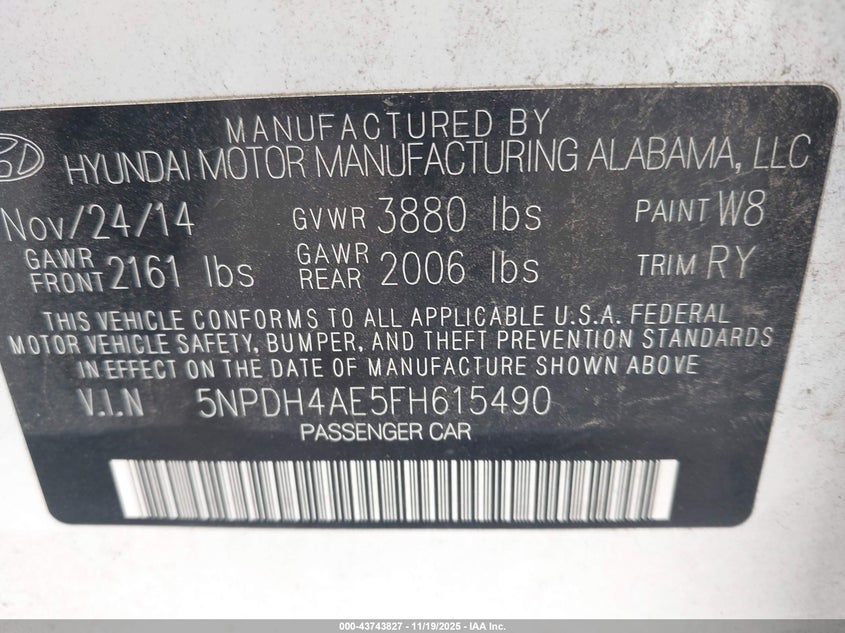 MANUFACTURED BY
HYUNDAI MOTOR MANUFACTURING ALABAMA, LLC
Nov/24/14 GVWR 3880 lbs PAINT W8
GAWR FRONT 2161 lbs GAWR REAR 2006 lbs TRIM RY
THIS VEHICLE CONFORMS TO ALL APPLICABLE U.S.A. FEDERAL
MOTOR VEHICLE SAFETY, BUMPER, AND THEFT PREVENTION STANDARDS
IN EFFECT ON THE DATE OF MANUFACTURE SHOWN ABOVE
V.I.N 5NPDH4AE5FH615490
PASSENGER CAR
000-43743827 - 11/19/2025 - IAA Inc.